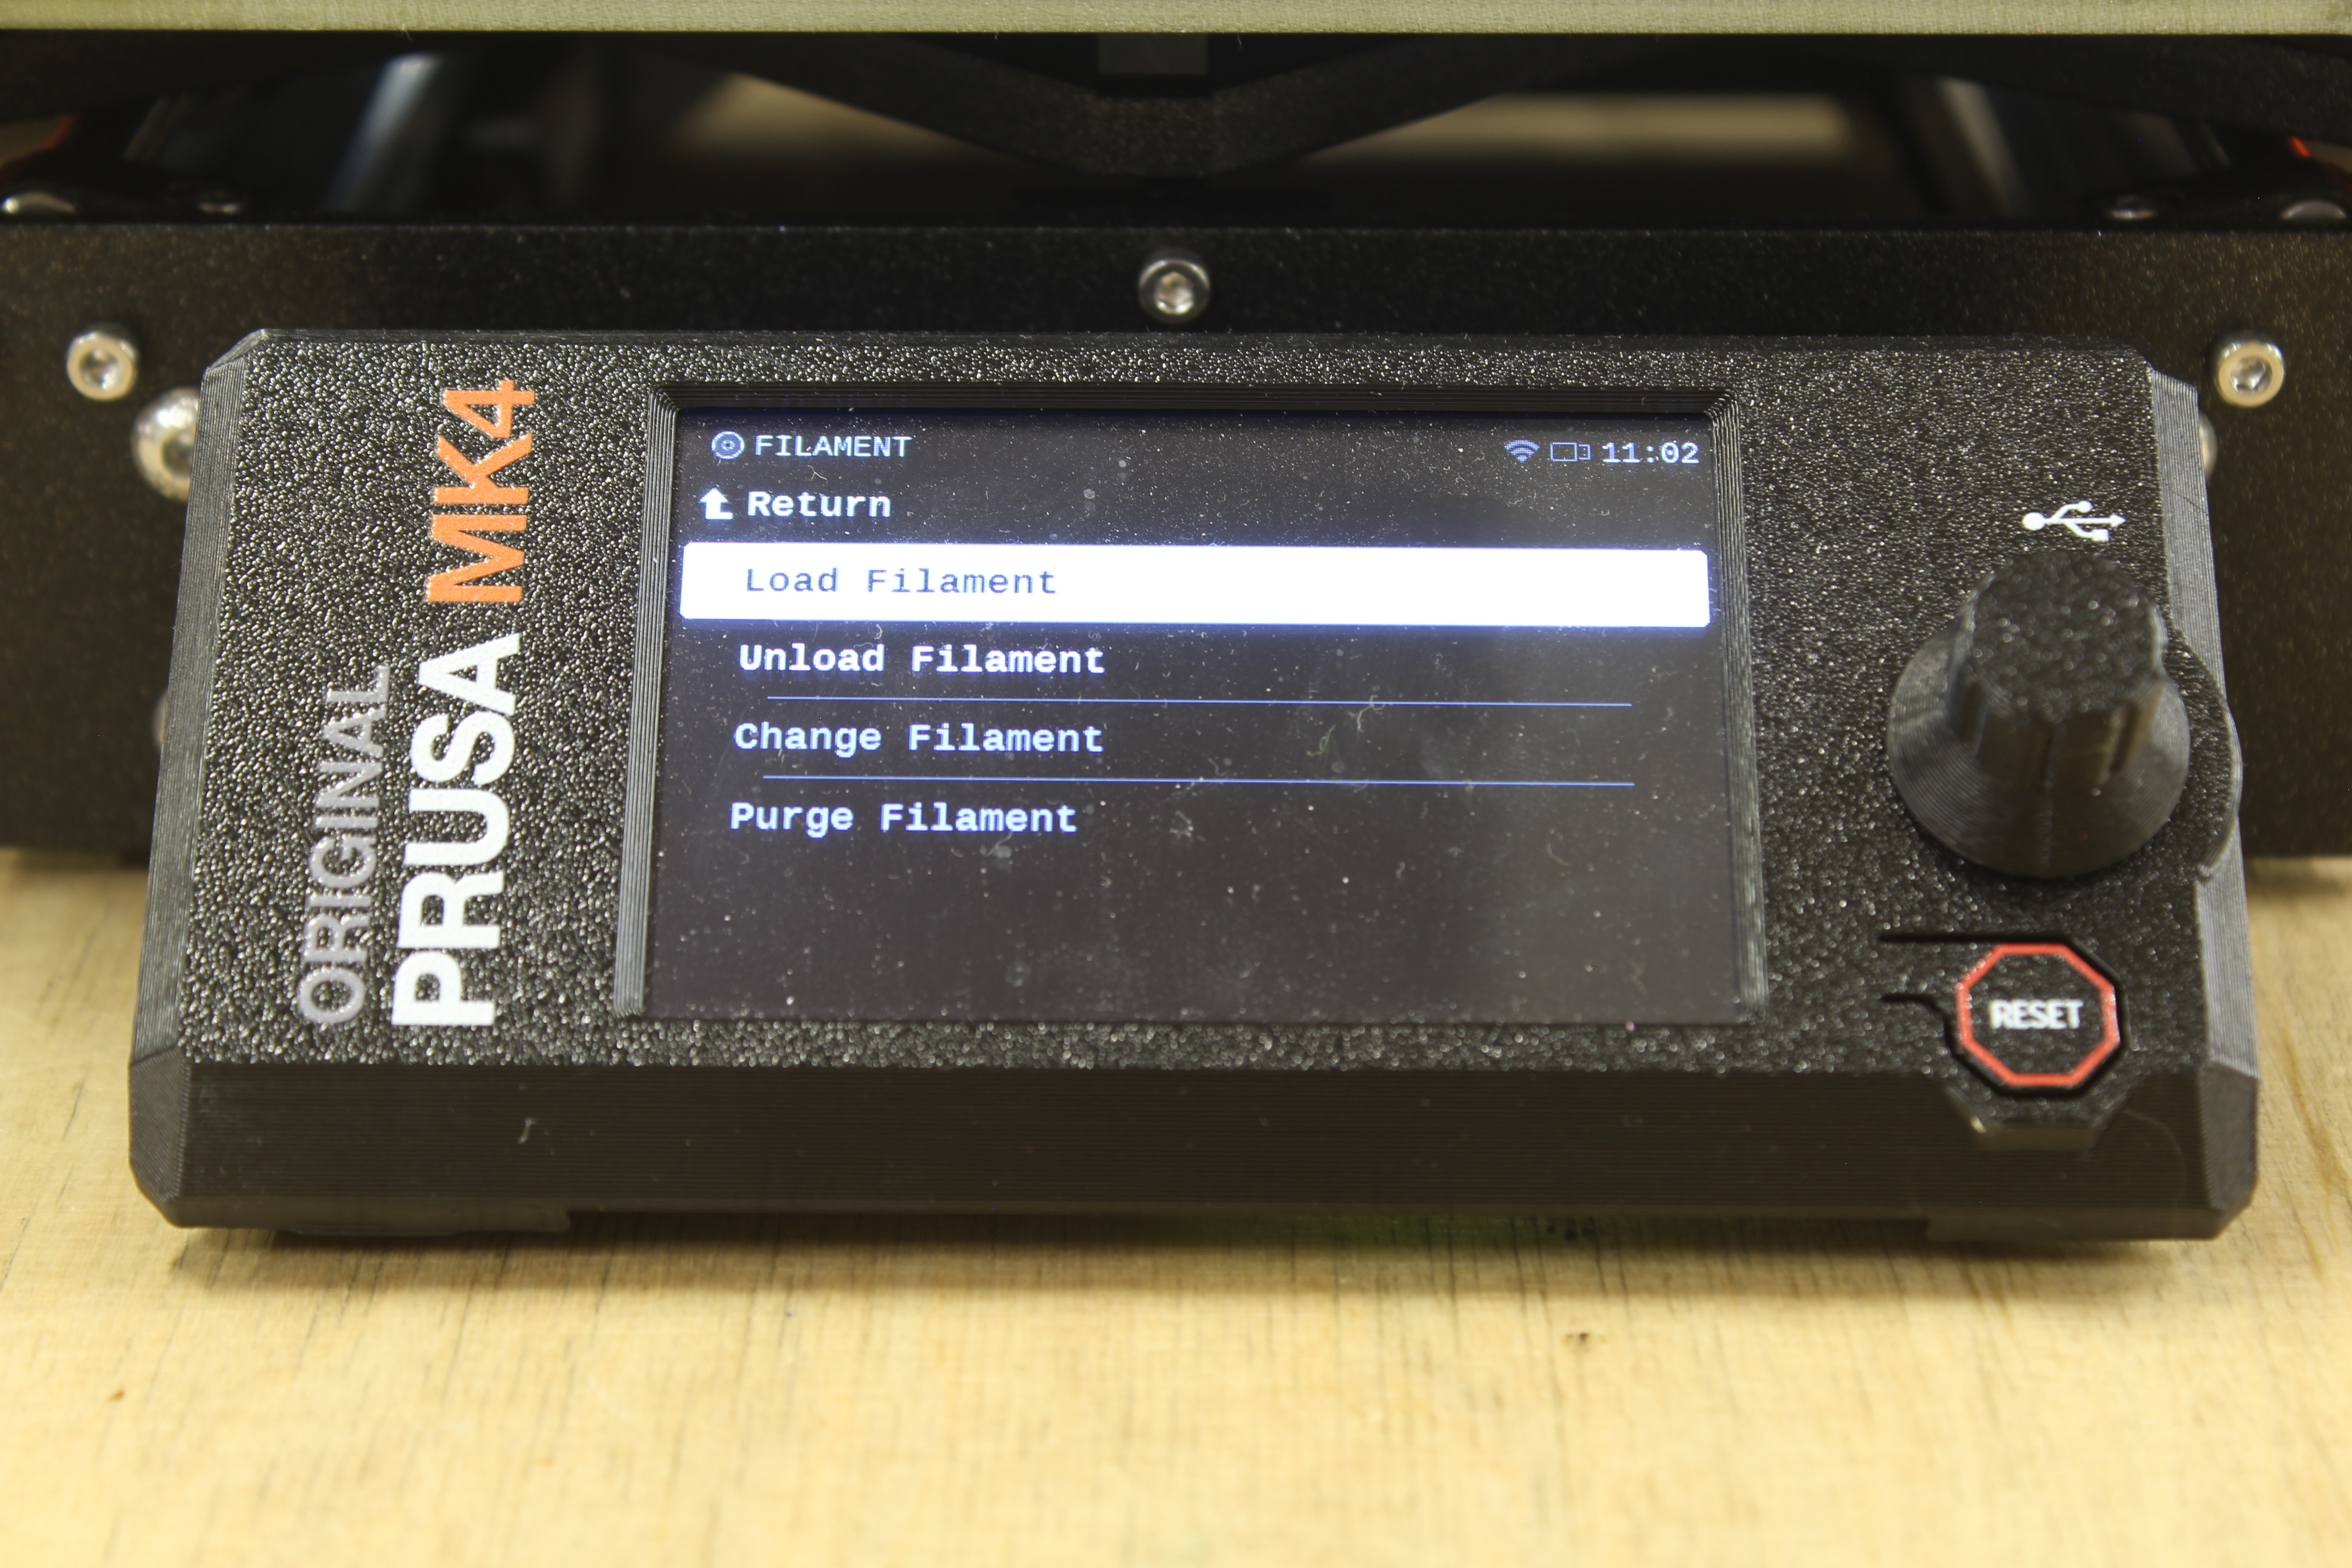 ORIGINAL
PRUSA MK4
FILAMENT
11:02
Return
Load Filament
Unload Filament
Change Filament
Purge Filament
RESET